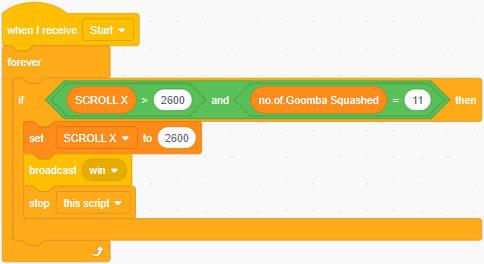 when I receive Start
forever
if SCROLL X > 2600 and no.of.Goomba Squashed = 11 then
set SCROLL X to 2600
broadcast win
stop this script